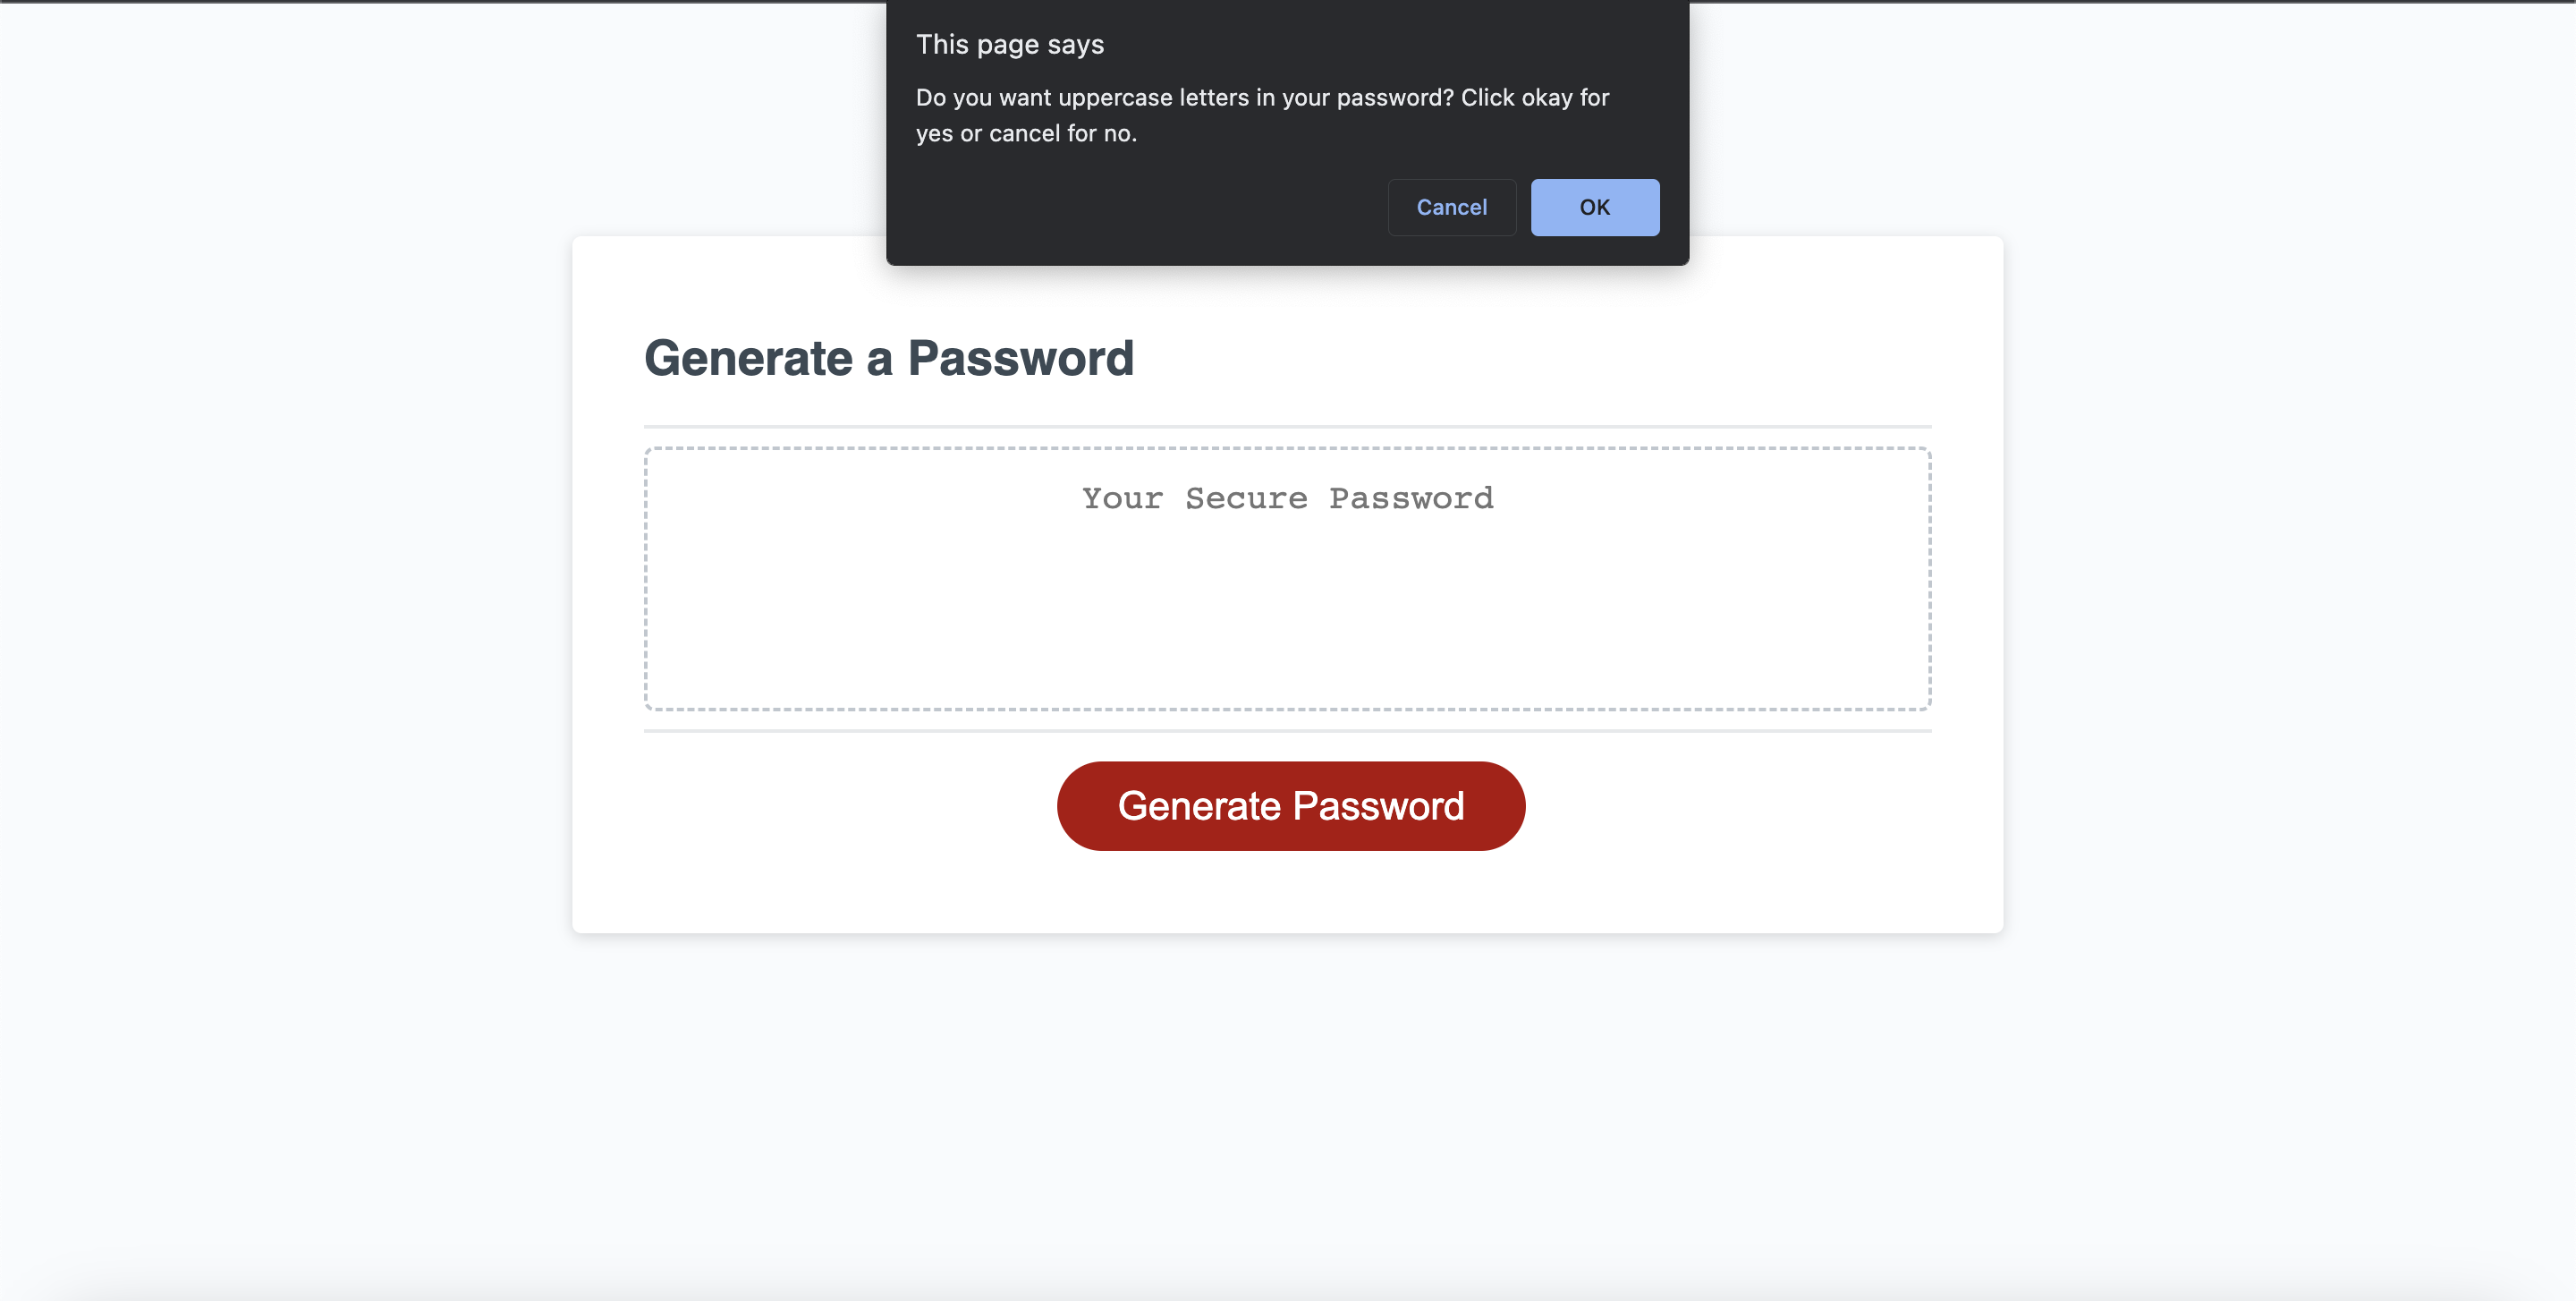 This page says
Do you want uppercase letters in your password? Click okay for
yes or cancel for no.
Cancel
OK
Generate a Password
Your Secure Password
Generate Password